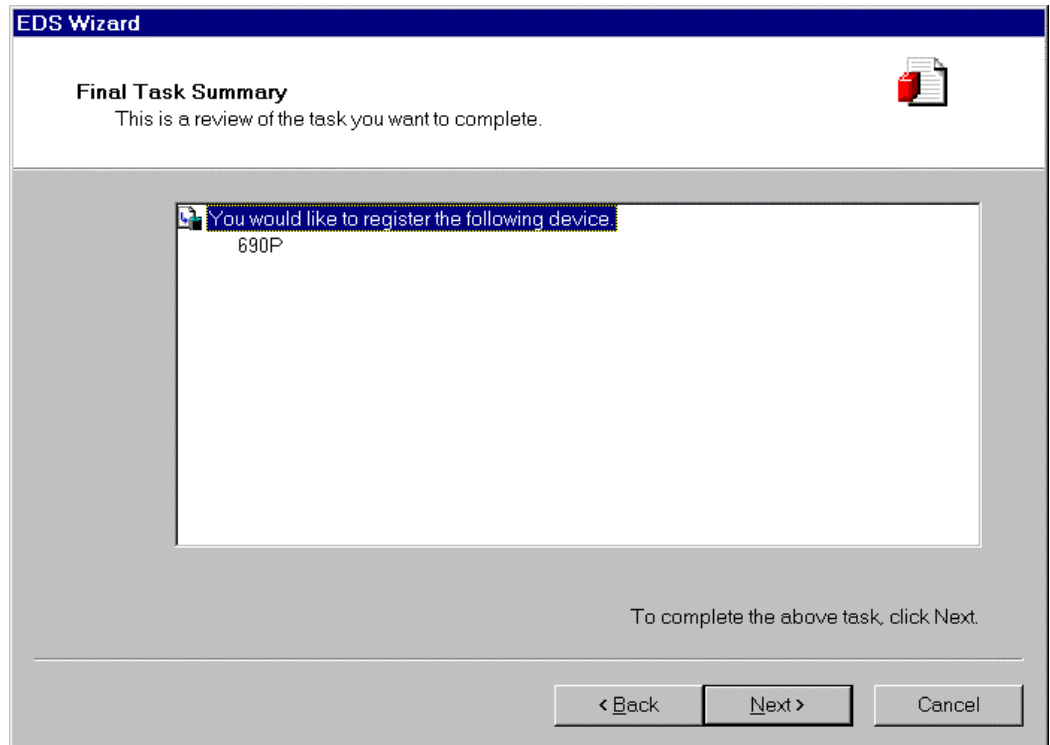 EDS Wizard
Final Task Summary
This is a review of the task you want to complete.
You would like to register the following device.
690P
To complete the above task, click Next.
< Back
Next >
Cancel